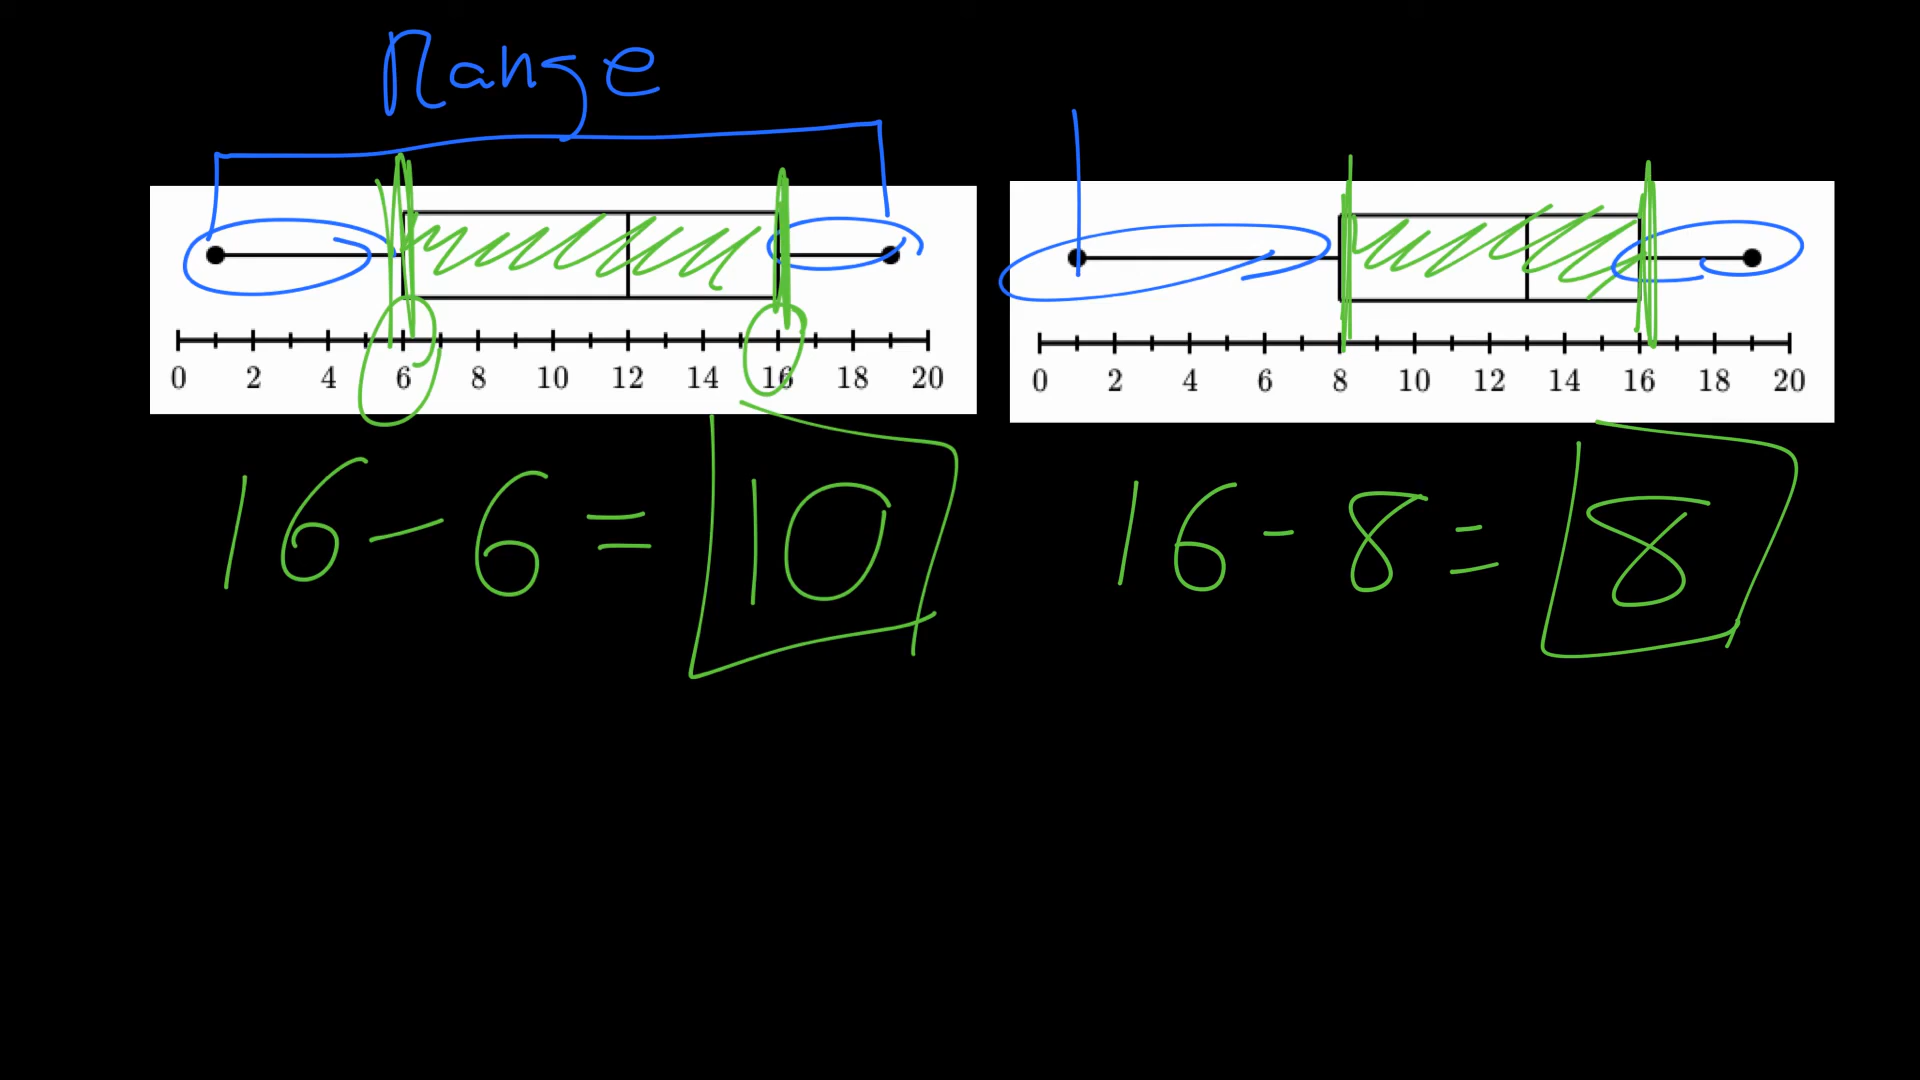 Range
0 2 4 6 8 10 12 14 16 18 20
0 2 4 6 8 10 12 14 16 18 20
16 - 6 = 10
16 - 8 = 8